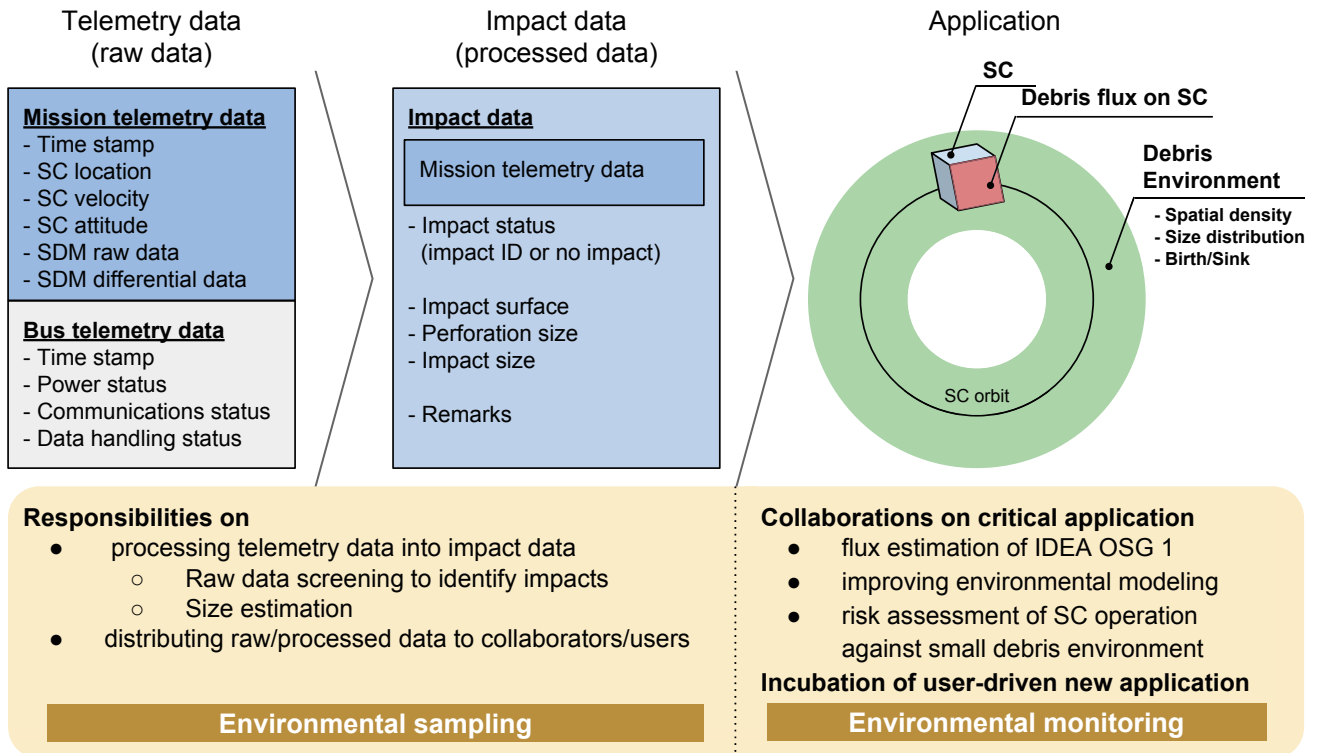 Telemetry data
(raw data)
Impact data
(processed data)
Application
Mission telemetry data
- Time stamp
- SC location
- SC velocity
- SC attitude
- SDM raw data
- SDM differential data
Bus telemetry data
- Time stamp
- Power status
- Communications status
- Data handling status
Impact data
Mission telemetry data
- Impact status
(impact ID or no impact)
- Impact surface
- Perforation size
- Impact size
- Remarks
SC
Debris flux on SC
Debris
Environment
- Spatial density
- Size distribution
- Birth/Sink
SC orbit
Responsibilities on
● processing telemetry data into impact data
○ Raw data screening to identify impacts
○ Size estimation
● distributing raw/processed data to collaborators/users
Environmental sampling
Collaborations on critical application
● flux estimation of IDEA OSG 1
● improving environmental modeling
● risk assessment of SC operation
against small debris environment
Incubation of user-driven new application
Environmental monitoring